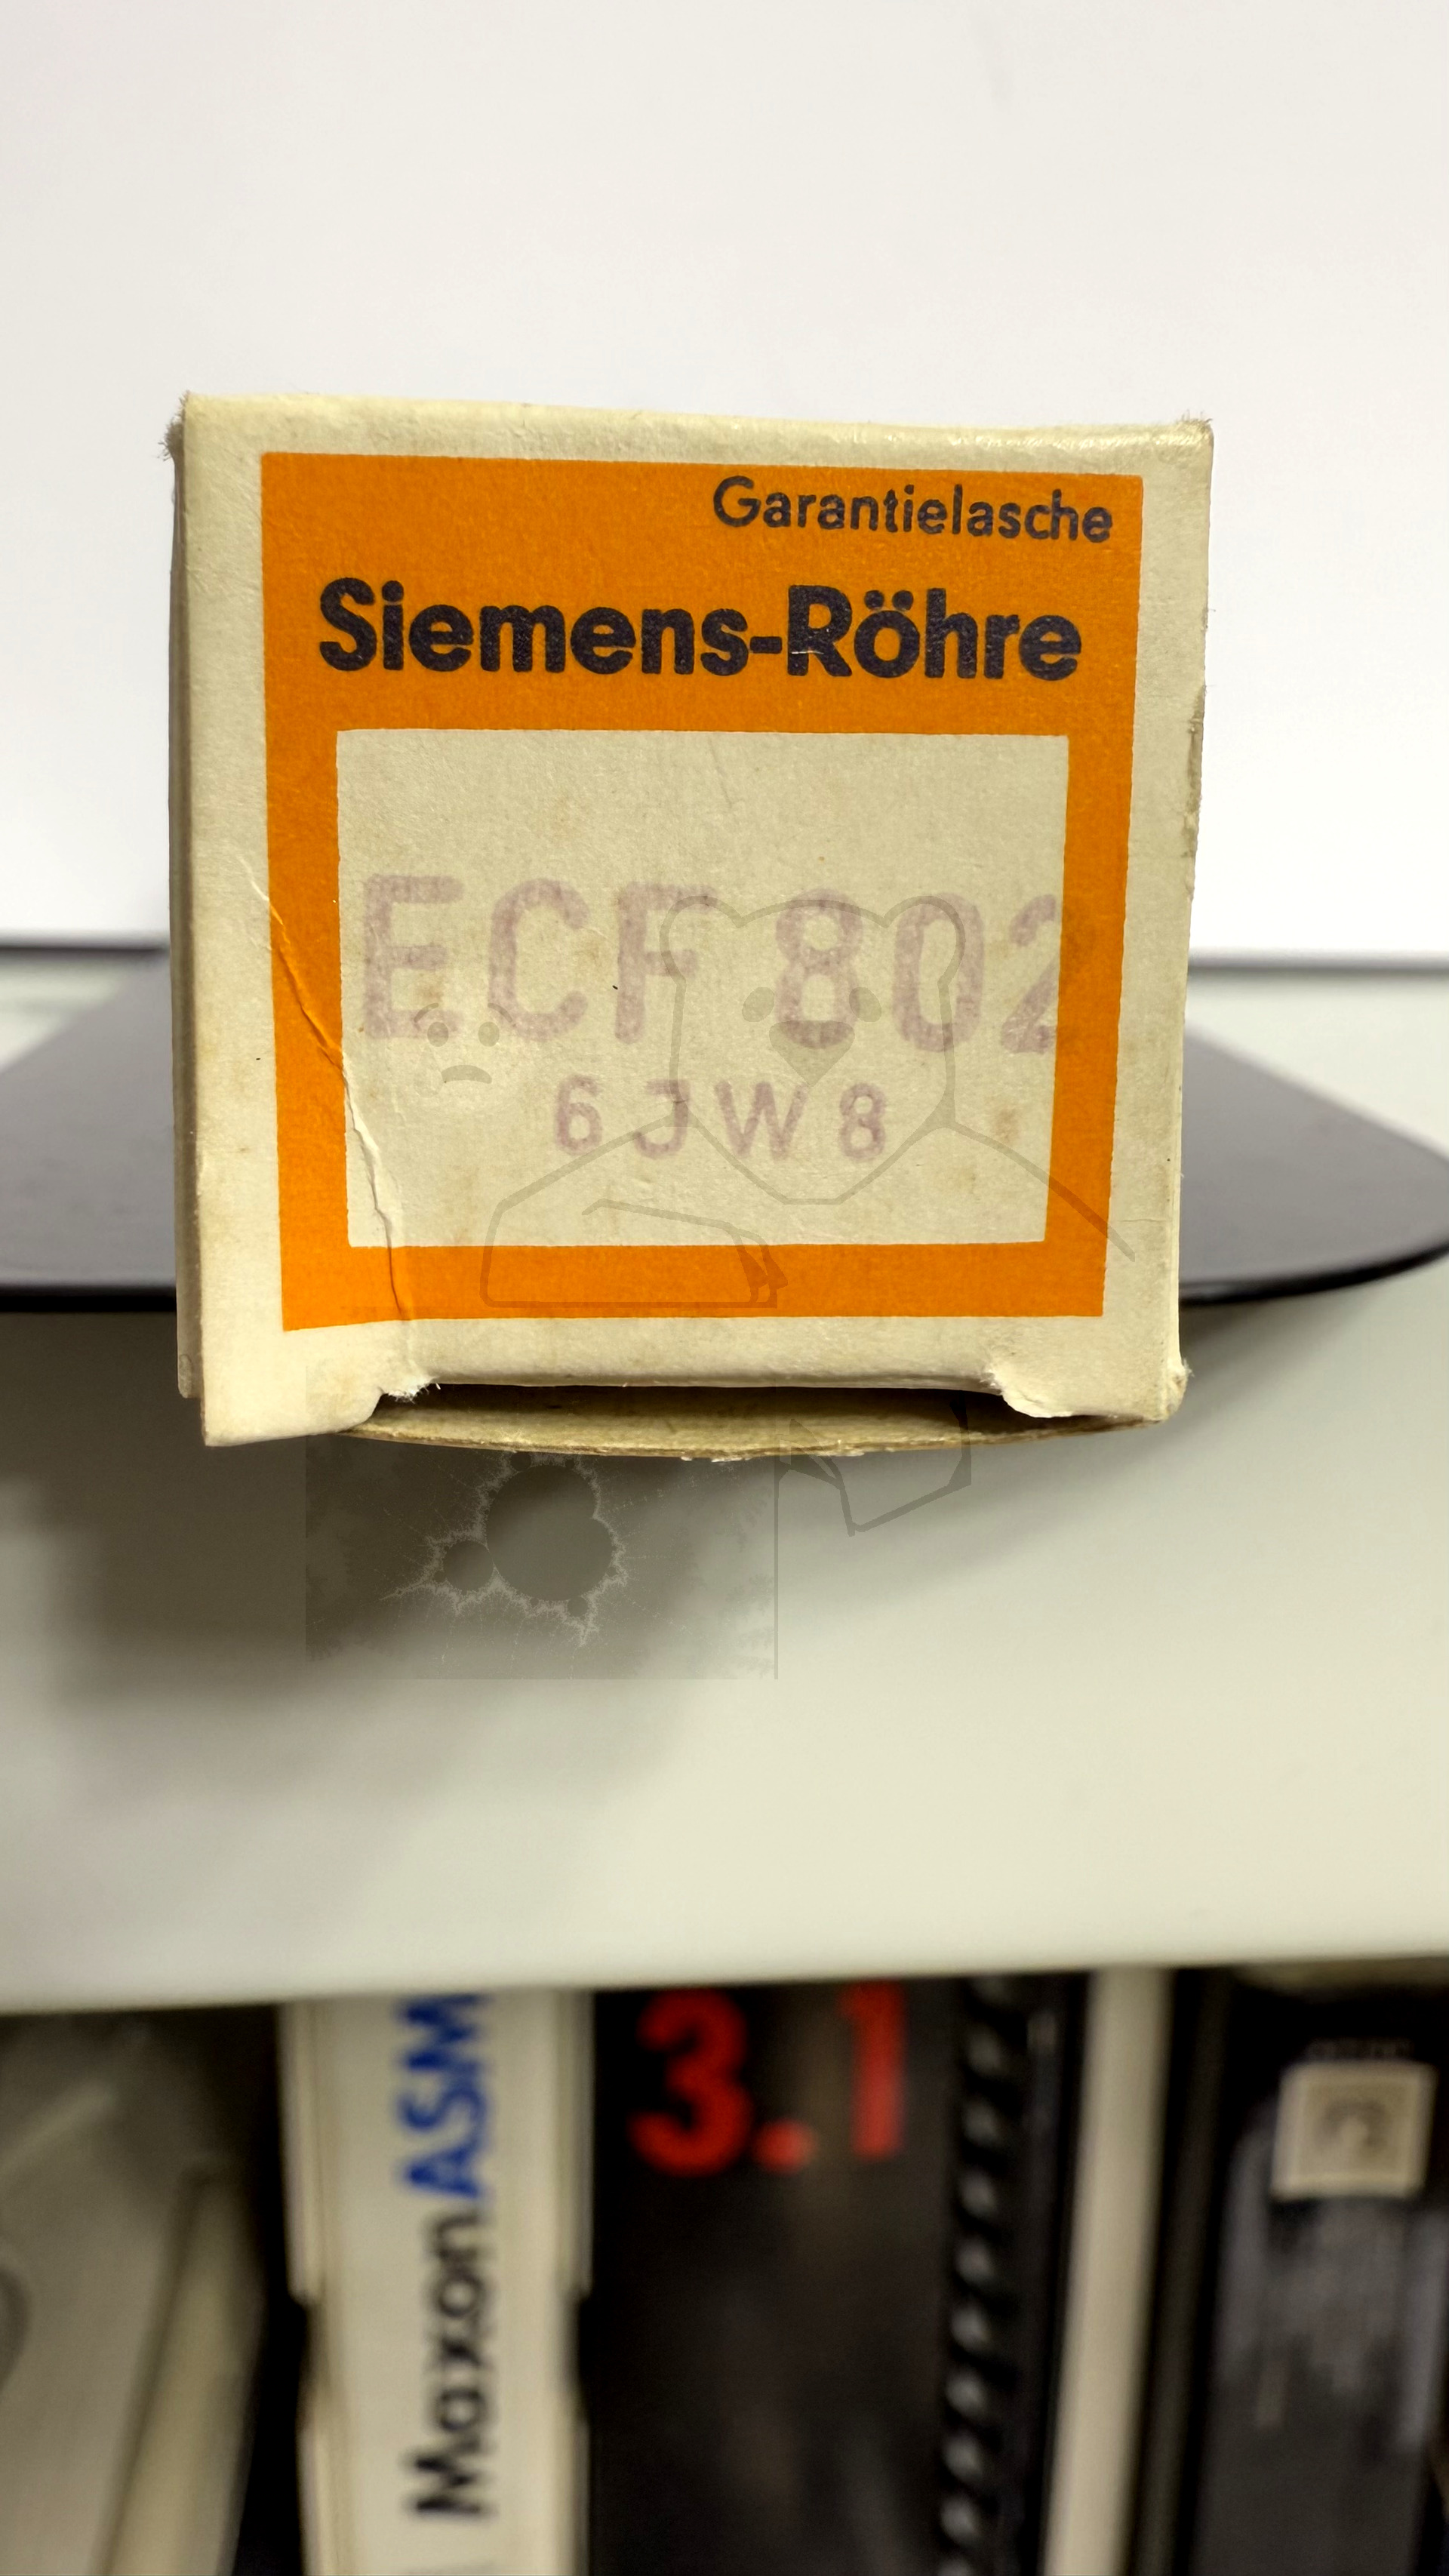 Garantielasche
Siemens-Röhre
ECF 802
6JW8
MaxonASM
3.1